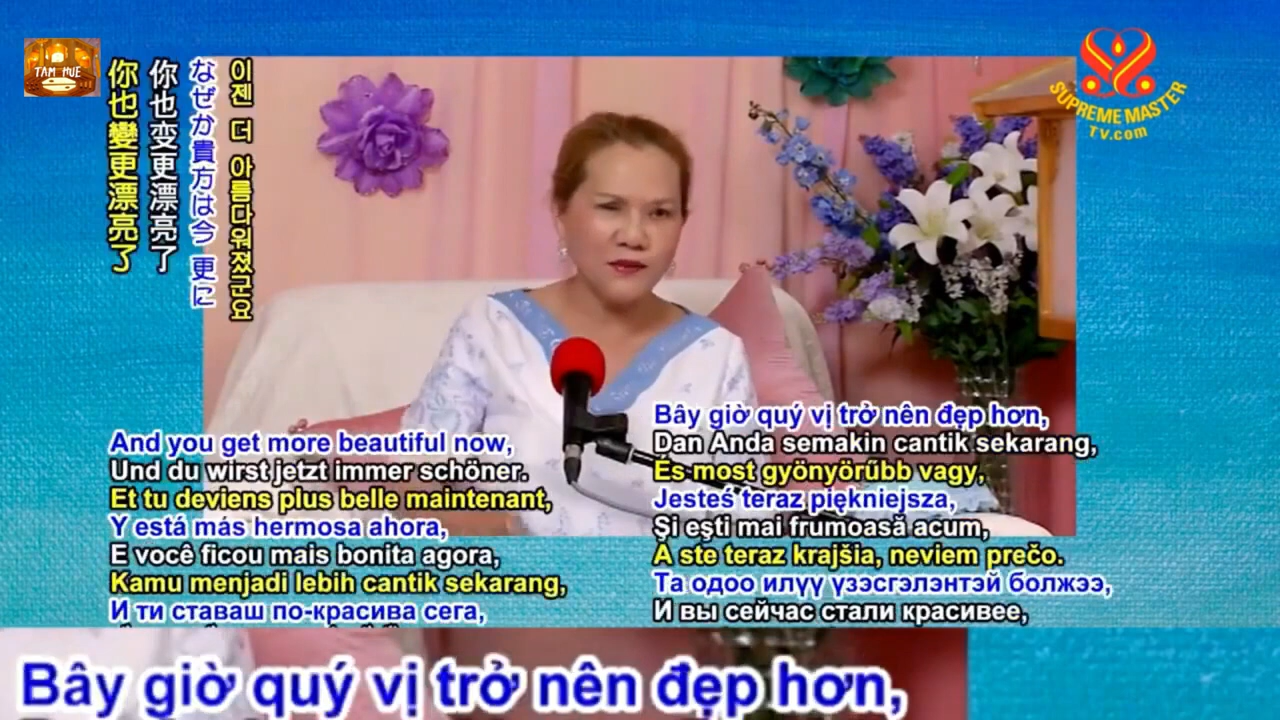 TAM HUE
你也變更漂亮了
你也变更漂亮了
なぜか貴方は今 更に
이젠 더 아름다워졌군요
SUPREME MASTER
TV.com
And you get more beautiful now,
Und du wirst jetzt immer schöner.
Et tu deviens plus belle maintenant,
Y está más hermosa ahora,
E você ficou mais bonita agora,
Kamu menjadi lebih cantik sekarang,
И ти ставаш по-красива сега,
Bây giờ quý vị trở nên đẹp hơn,
Dan Anda semakin cantik sekarang,
És most gyönyörűbb vagy,
Jesteś teraz piękniejsza,
Şi eşti mai frumoasă acum,
A ste teraz krajšia, neviem prečo.
Та одоо илүү үзэсгэлэнтэй болжээ,
И вы сейчас стали красивее,
Bây giờ quý vị trở nên đẹp hơn,